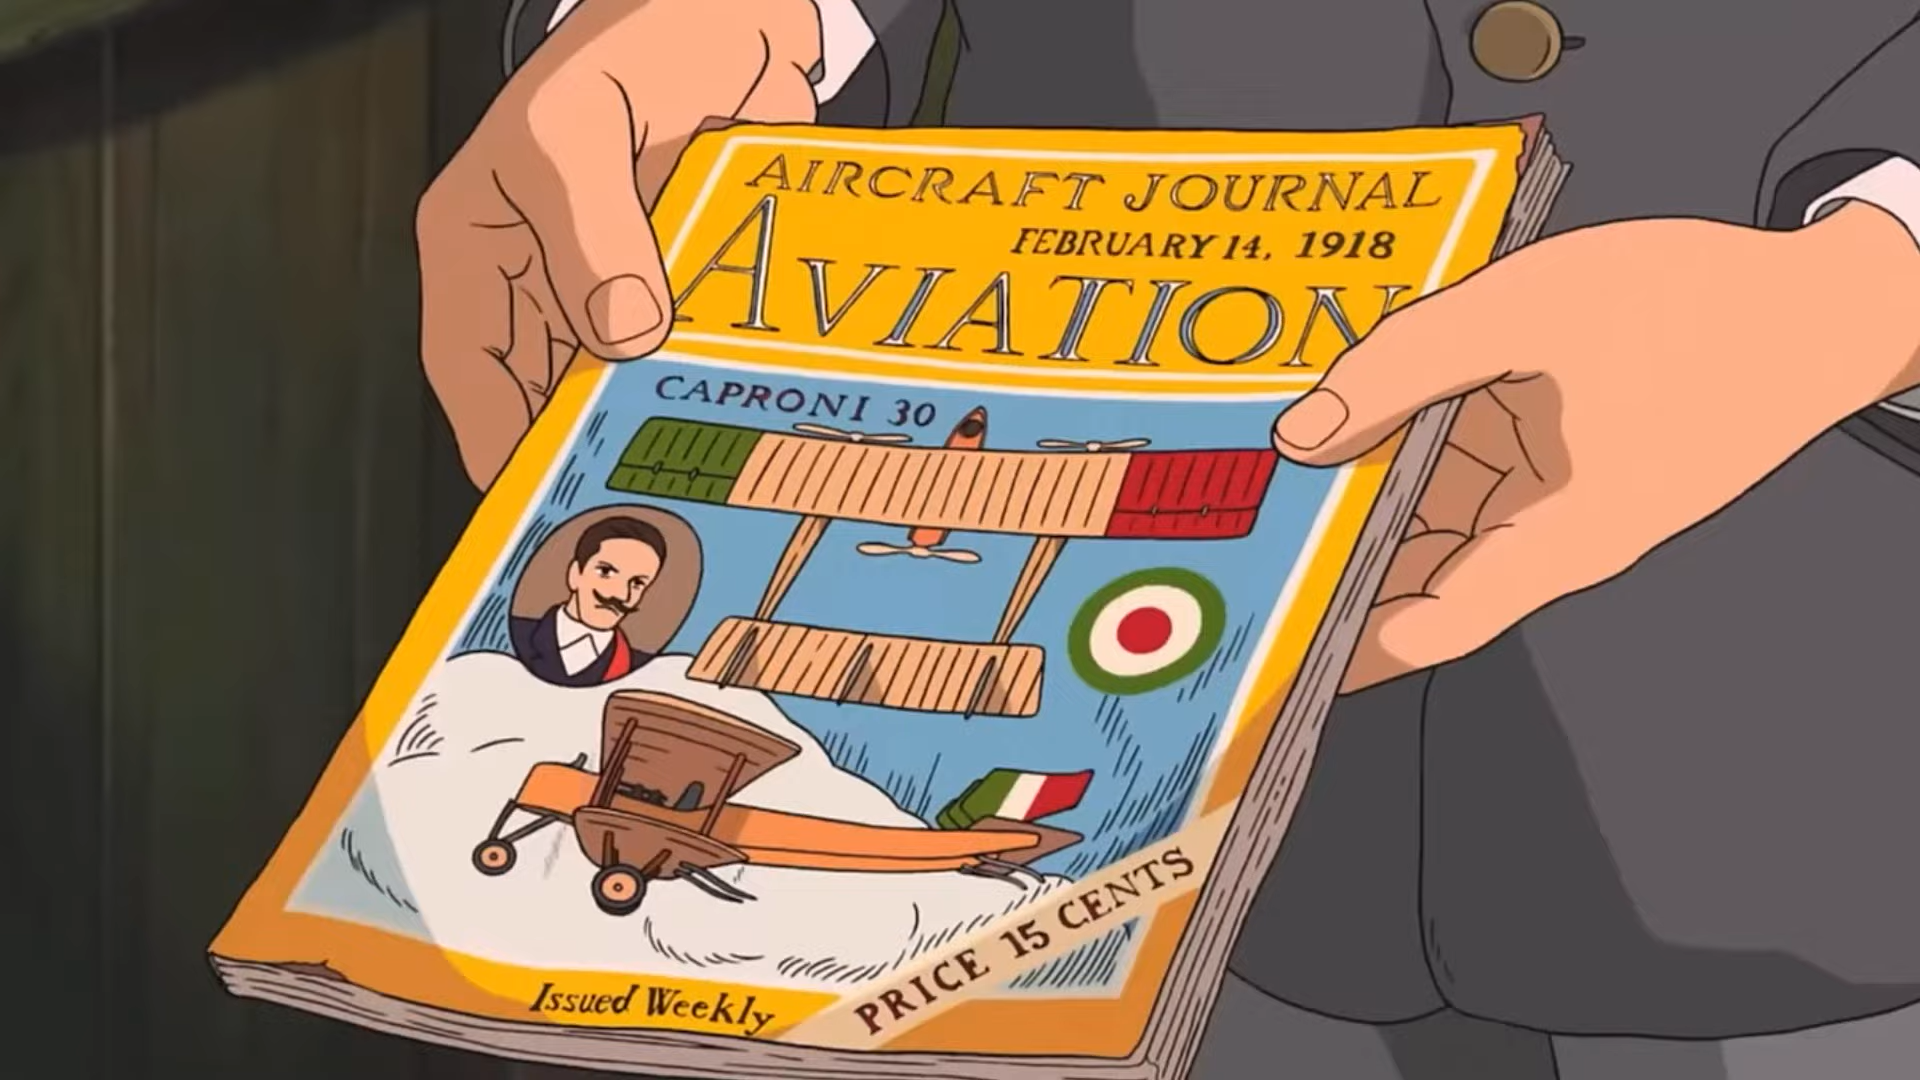 AIRCRAFT JOURNAL
FEBRUARY 14, 1918
AVIATION
CAPRONI 30
PRICE 15 CENTS
Issued Weekly